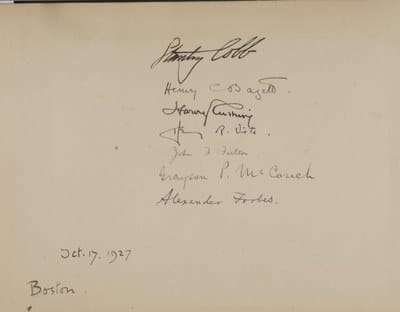 Stanley Cobb
Henry C Bazett.
Harvey Cushing
Henry R. Viets.
John F Fulton
Grayson P. McCouch
Alexander Forbes.
Oct. 17. 1927
Boston.